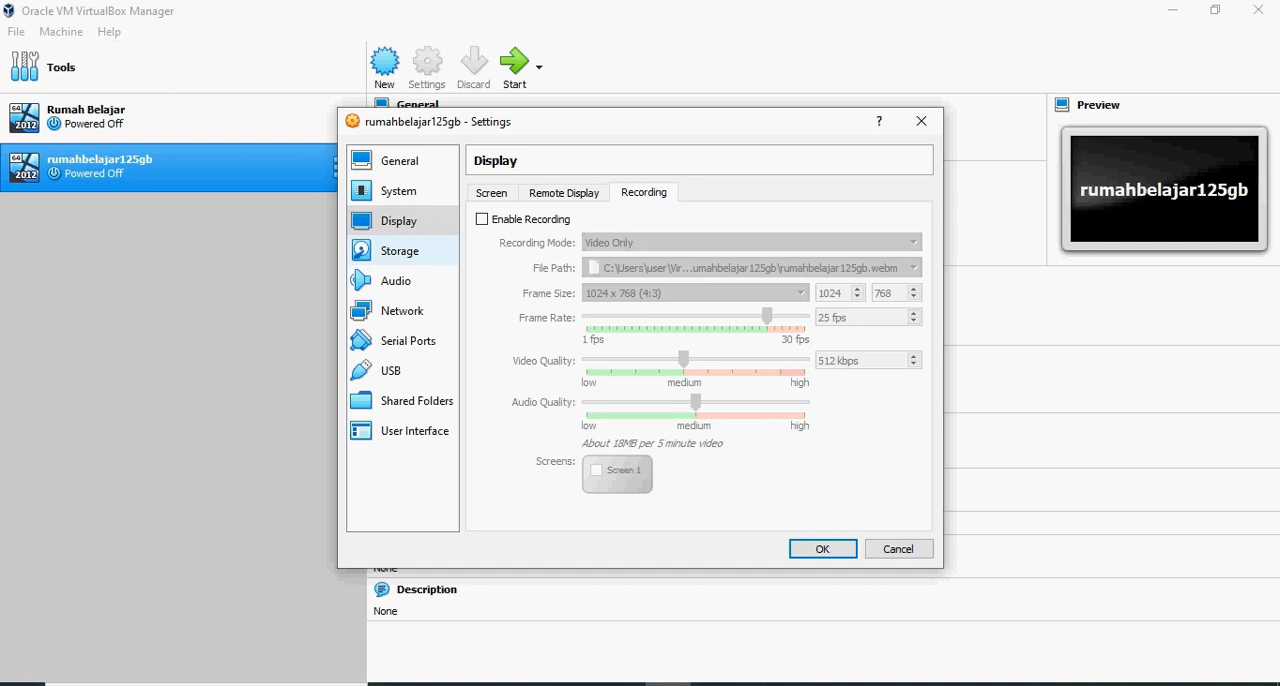 Oracle VM VirtualBox Manager
File Machine Help
Tools
New Settings Discard Start
64
2012
Rumah Belajar
Powered Off
64
2012
rumahbelajar125gb
Powered Off
General
Preview
rumahbelajar125gb
rumahbelajar125gb - Settings
?
General
System
Display
Storage
Audio
Network
Serial Ports
USB
Shared Folders
User Interface
Display
Screen Remote Display Recording
Enable Recording
Recording Mode: Video Only
File Path: C:\Users\user\Vir...umahbelajar125gb\rumahbelajar125gb.webm
Frame Size: 1024 x 768 (4:3) 1024 768
Frame Rate: 25 fps
1 fps 30 fps
Video Quality: 512 kbps
low medium high
Audio Quality:
low medium high
About 18MB per 5 minute video
Screens: Screen 1
OK Cancel
None
Description
None